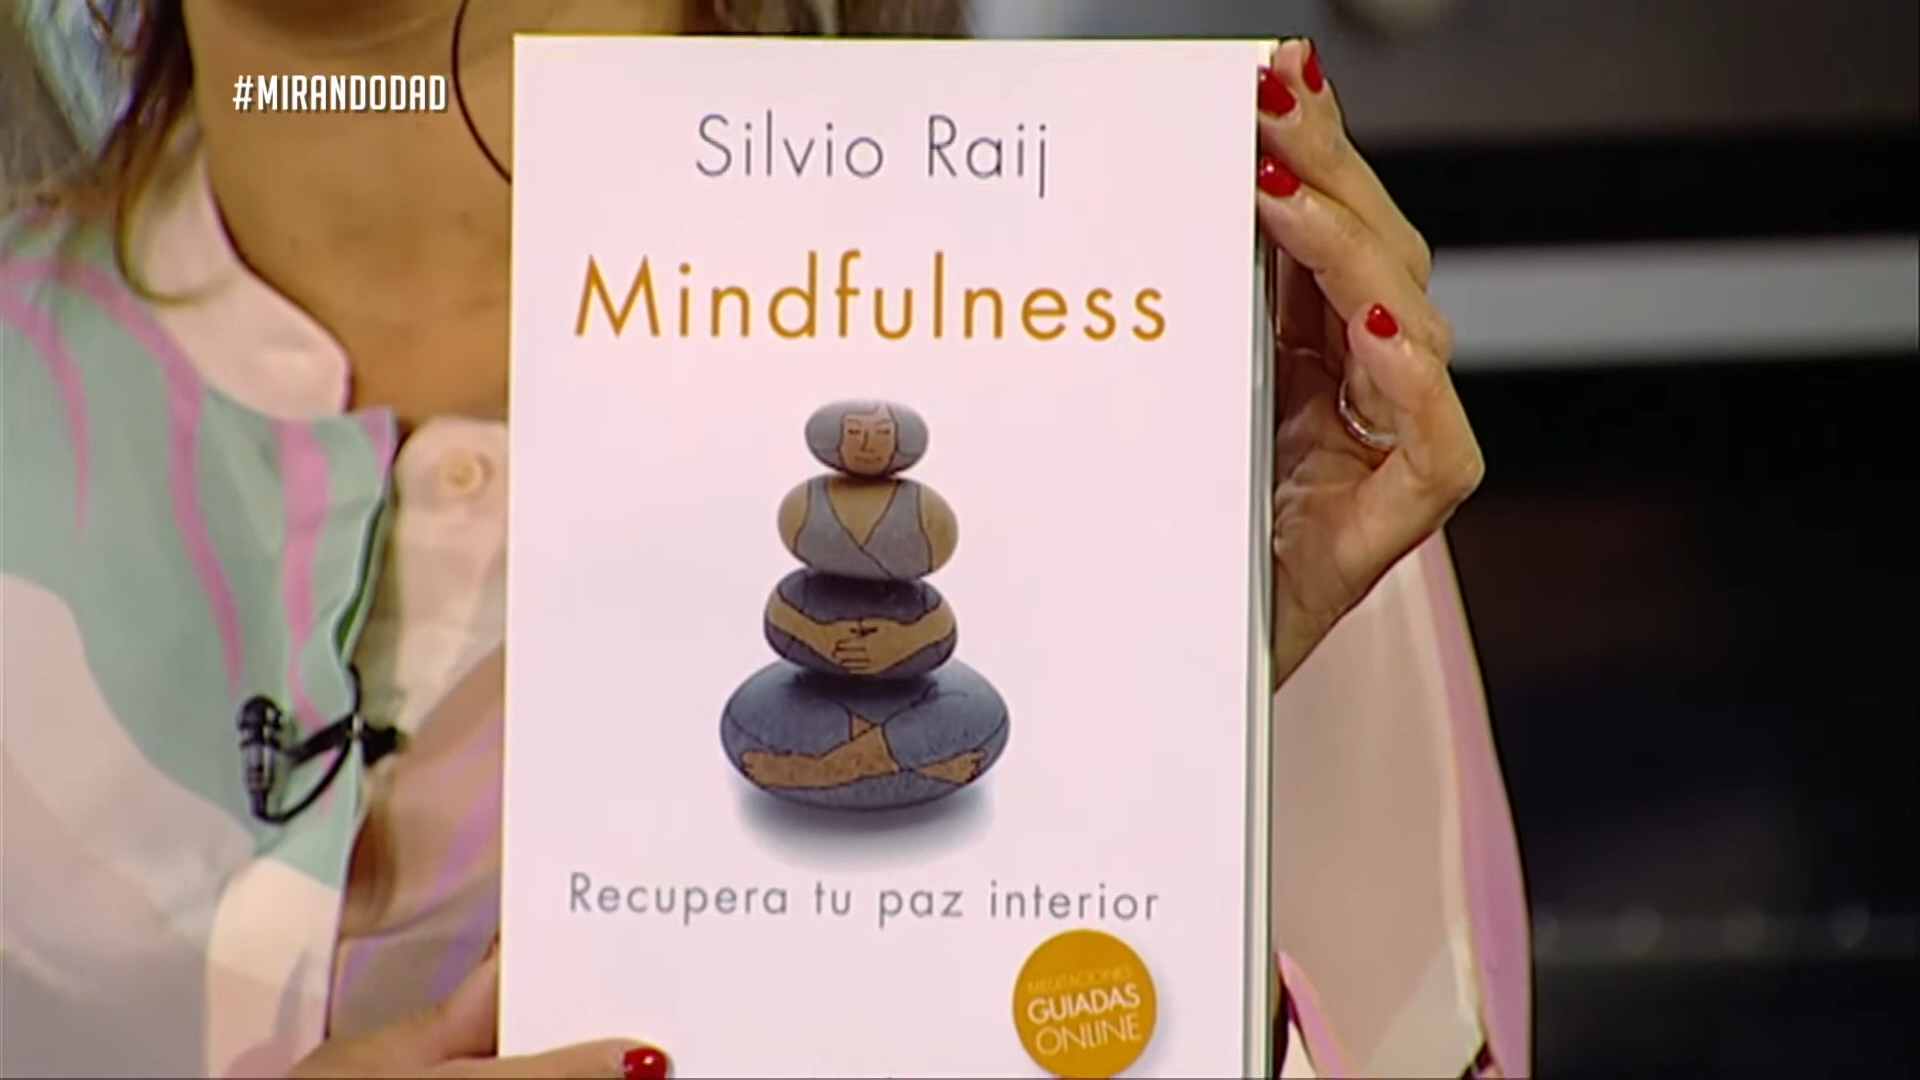 #MIRANDODAD
Silvio Raij
Mindfulness
Recupera tu paz interior
MEDITACIONES
GUIADAS
ONLINE